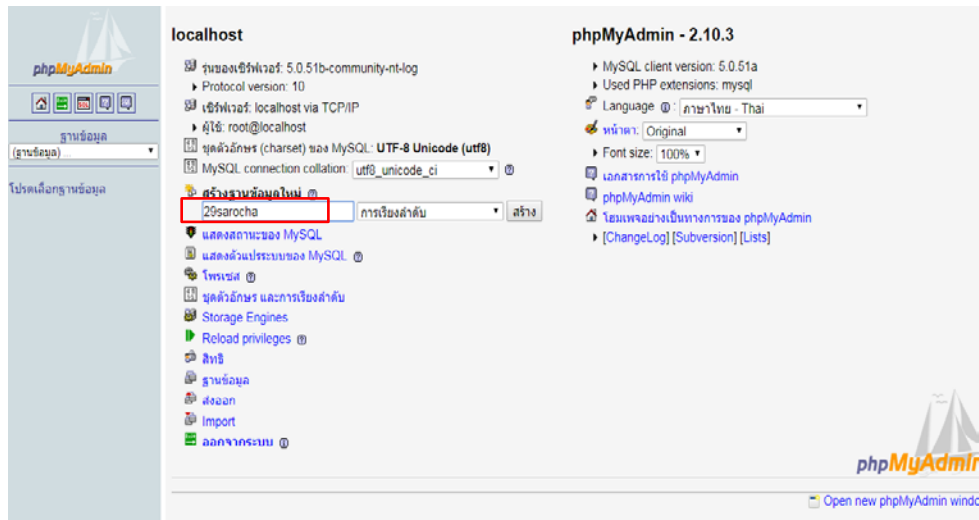 phpMyAdmin
ฐานข้อมูล
(ฐานข้อมูล) ...
โปรดเลือกฐานข้อมูล
localhost
รุ่นของเซิร์ฟเวอร์: 5.0.51b-community-nt-log
Protocol version: 10
เซิร์ฟเวอร์: localhost via TCP/IP
ผู้ใช้: root@localhost
ชุดตัวอักษร (charset) ของ MySQL: UTF-8 Unicode (utf8)
MySQL connection collation: utf8_unicode_ci
สร้างฐานข้อมูลใหม่
29sarocha การเรียงลำดับ สร้าง
แสดงสถานะของ MySQL
แสดงตัวแปรระบบของ MySQL
โพรเซส
ชุดตัวอักษร และการเรียงลำดับ
Storage Engines
Reload privileges
สิทธิ
ฐานข้อมูล
ส่งออก
Import
ออกจากระบบ
phpMyAdmin - 2.10.3
MySQL client version: 5.0.51a
Used PHP extensions: mysql
Language : ภาษาไทย - Thai
หน้าตา: Original
Font size: 100%
เอกสารการใช้ phpMyAdmin
phpMyAdmin wiki
โฮมเพจอย่างเป็นทางการของ phpMyAdmin
[ChangeLog] [Subversion] [Lists]
phpMyAdmin
Open new phpMyAdmin windo